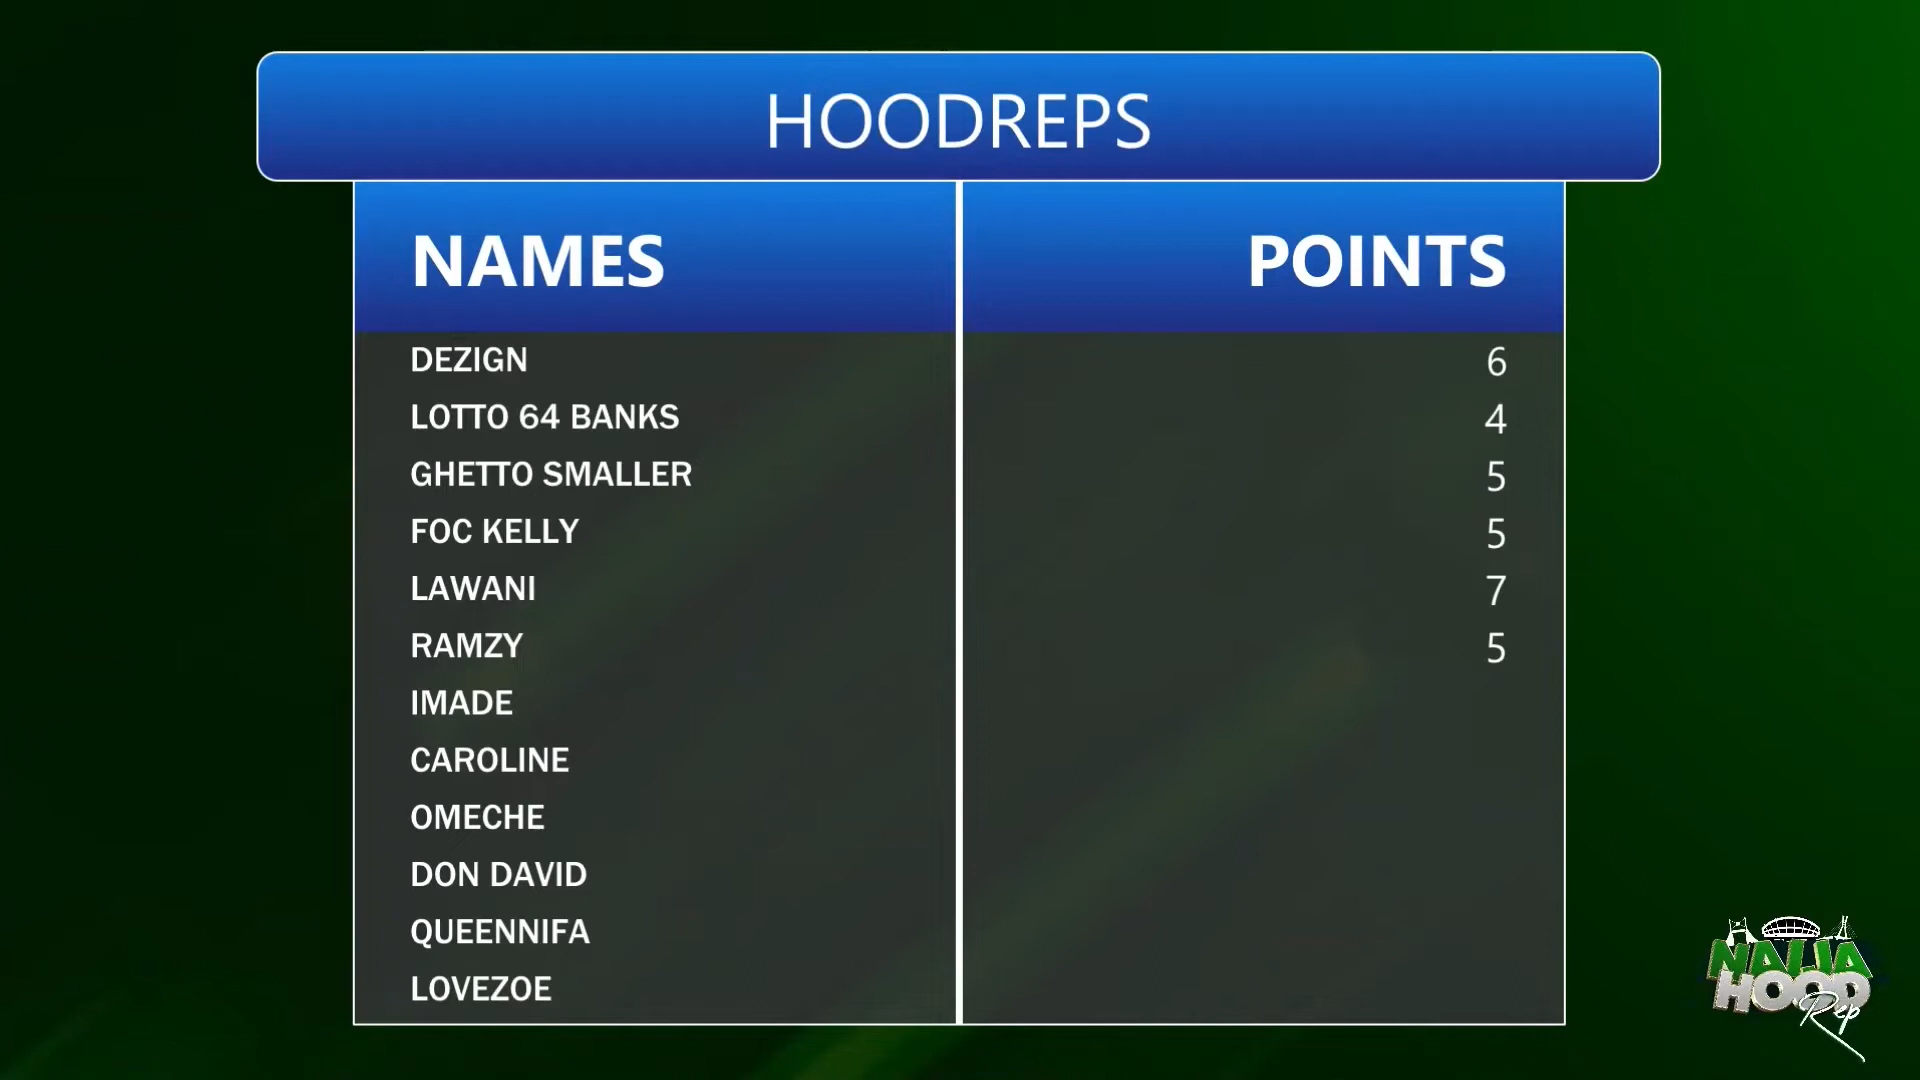 HOODREPS
NAMES POINTS
DEZIGN 6
LOTTO 64 BANKS 4
GHETTO SMALLER 5
FOC KELLY 5
LAWANI 7
RAMZY 5
IMADE
CAROLINE
OMECHE
DON DAVID
QUEENNIFA
LOVEZOE
NAIJA
HOOD
Rep